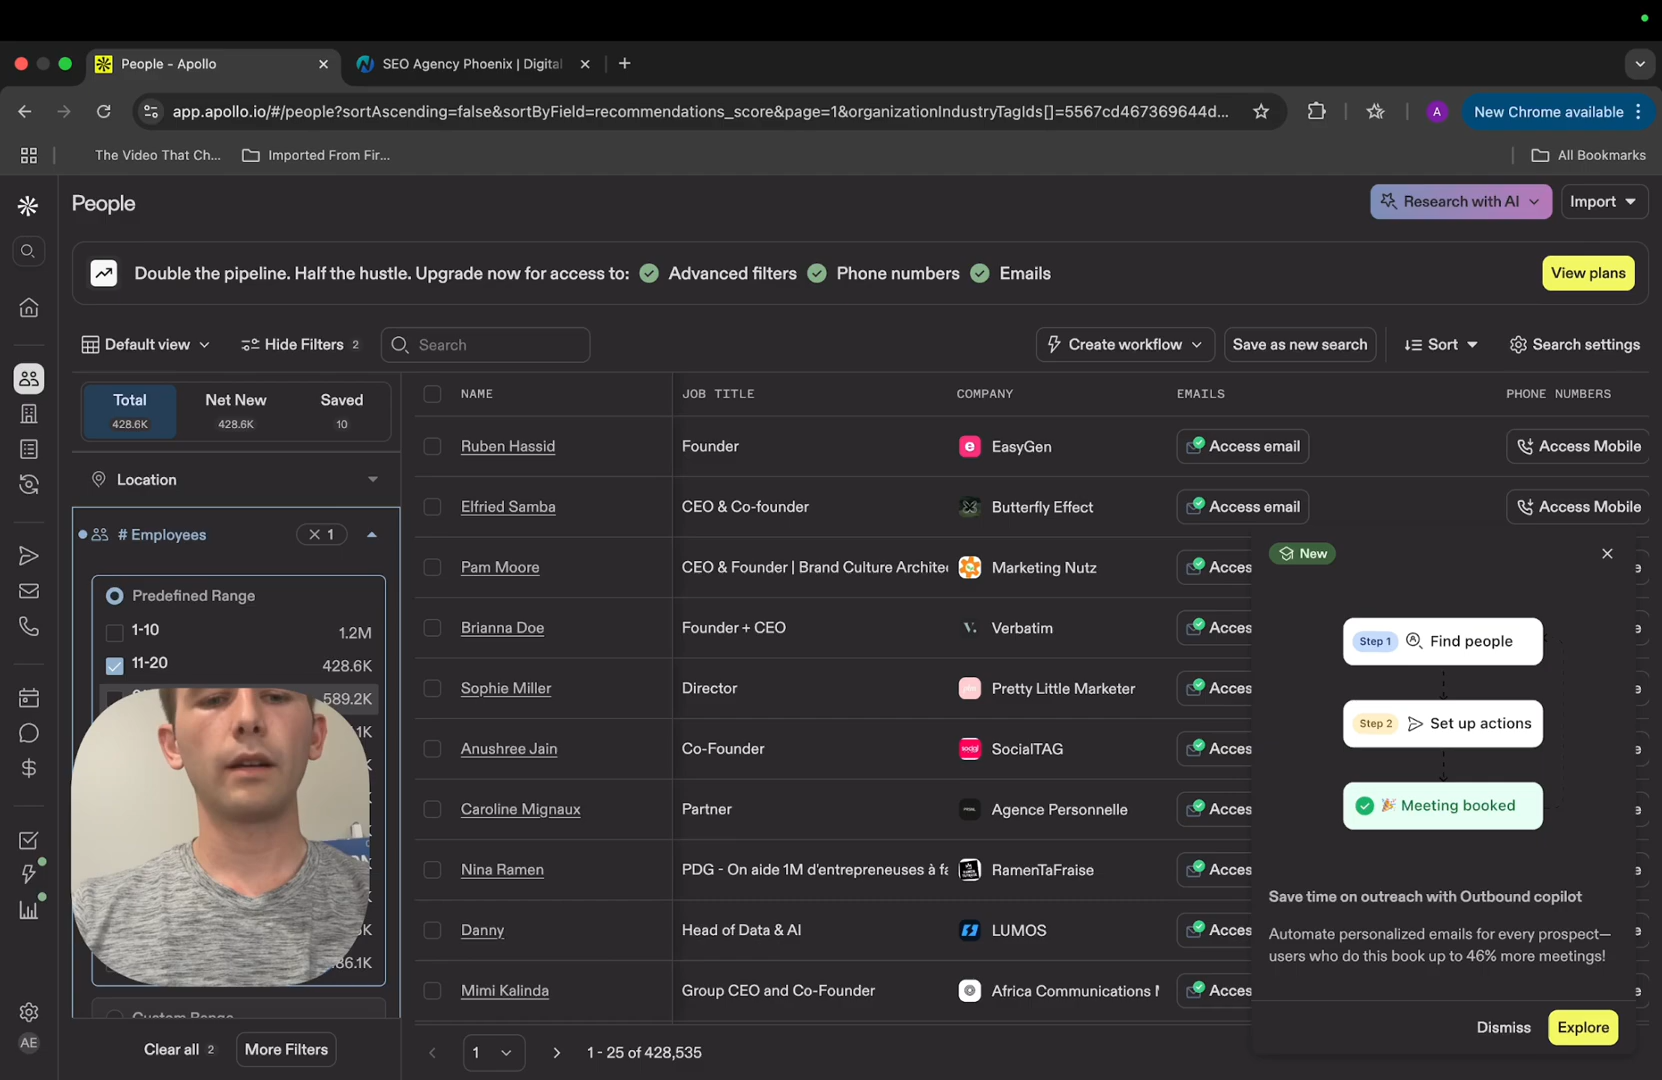 People - Apollo
SEO Agency Phoenix | Digital
app.apollo.io/#/people?sortAscending=false&sortByField=recommendations_score&page=1&organizationIndustryTagIds[]=5567cd467369644d...
A
New Chrome available
The Video That Ch...
Imported From Fir...
All Bookmarks
People
Research with AI
Import
Double the pipeline. Half the hustle. Upgrade now for access to: Advanced filters Phone numbers Emails
View plans
Default view
Hide Filters 2
Search
Create workflow
Save as new search
Sort
Search settings
Total
428.6K
Net New
428.6K
Saved
10
Location
# Employees
1
Predefined Range
1-10 1.2M
11-20 428.6K
589.2K
NAME JOB TITLE COMPANY EMAILS PHONE NUMBERS
Ruben Hassid Founder EasyGen Access email Access Mobile
Elfried Samba CEO & Co-founder Butterfly Effect Access email Access Mobile
Pam Moore CEO & Founder | Brand Culture Archite Marketing Nutz Acces
Brianna Doe Founder + CEO Verbatim Acces
Sophie Miller Director Pretty Little Marketer Acces
Anushree Jain Co-Founder SocialTAG Acces
Caroline Mignaux Partner Agence Personnelle Acces
Nina Ramen PDG - On aide 1M d'entrepreneuses à fa RamenTaFraise Acces
Danny Head of Data & AI LUMOS Acces
Mimi Kalinda Group CEO and Co-Founder Africa Communications Acces
New
Step 1 Find people
Step 2 Set up actions
Meeting booked
Save time on outreach with Outbound copilot
Automate personalized emails for every prospect—
users who do this book up to 46% more meetings!
Dismiss
Explore
Custom Range
AE
Clear all 2
More Filters
1
1 - 25 of 428,535